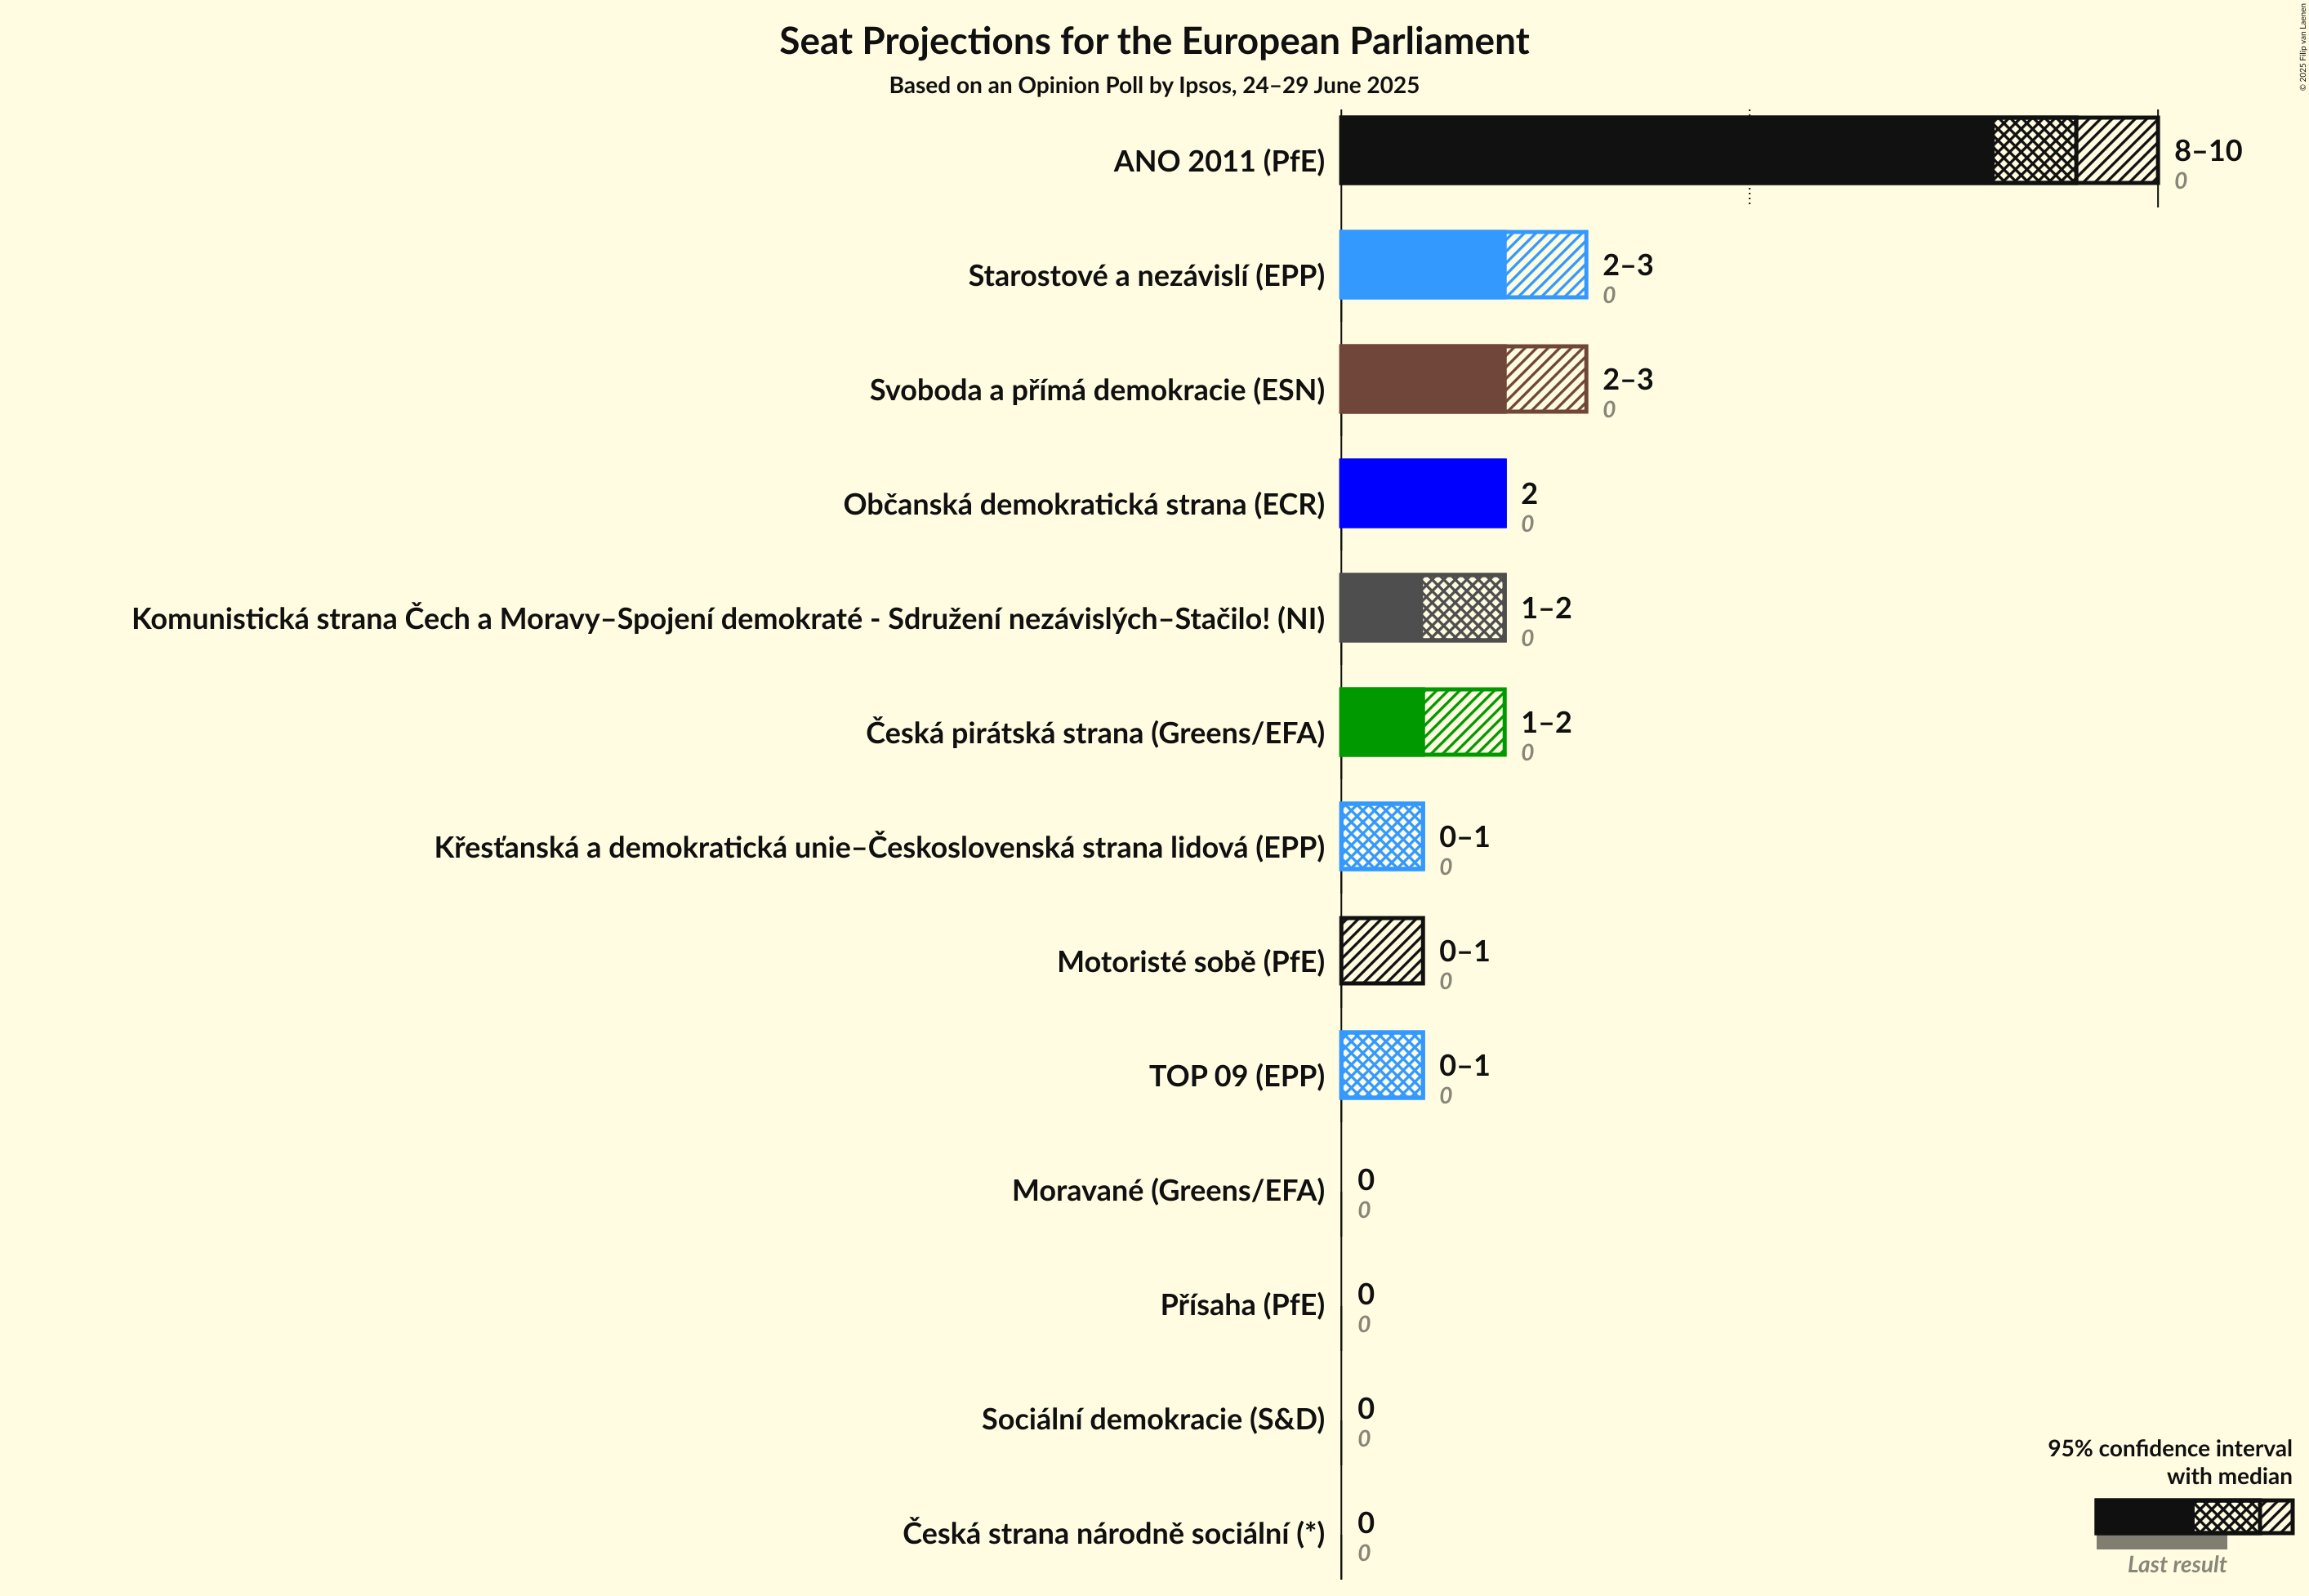 Seat Projections for the European Parliament
Based on an Opinion Poll by Ipsos, 24–29 June 2025
© 2025 Filip van Laenen
ANO 2011 (PfE)
8–10
0
Starostové a nezávislí (EPP)
2–3
0
Svoboda a přímá demokracie (ESN)
2–3
0
Občanská demokratická strana (ECR)
2
0
Komunistická strana Čech a Moravy–Spojení demokraté - Sdružení nezávislých–Stačilo! (NI)
1–2
0
Česká pirátská strana (Greens/EFA)
1–2
0
Křesťanská a demokratická unie–Československá strana lidová (EPP)
0–1
0
Motoristé sobě (PfE)
0–1
0
TOP 09 (EPP)
0–1
0
Moravané (Greens/EFA)
0
0
Přísaha (PfE)
0
0
Sociální demokracie (S&D)
0
0
Česká strana národně sociální (*)
0
0
95% confidence interval
with median
Last result